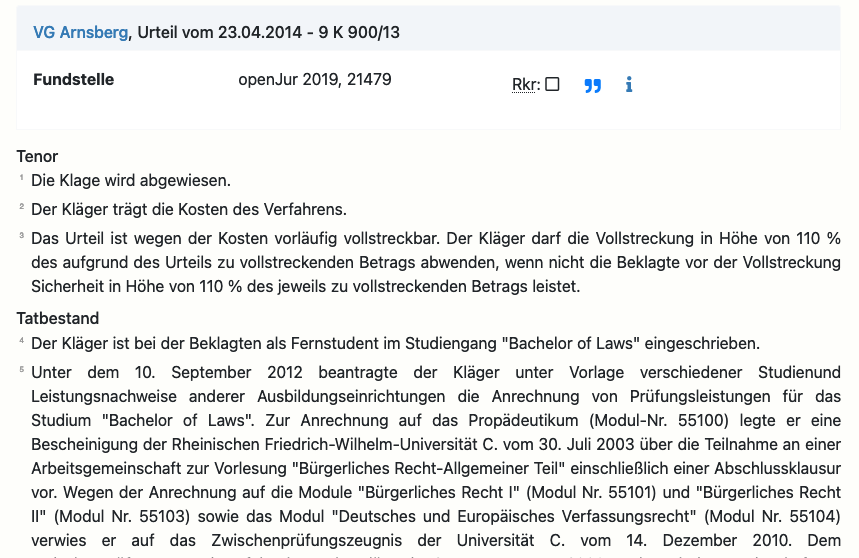 VG Arnsberg, Urteil vom 23.04.2014 - 9 K 900/13
Fundstelle openJur 2019, 21479 Rkr:
Tenor
1 Die Klage wird abgewiesen.
2 Der Kläger trägt die Kosten des Verfahrens.
3 Das Urteil ist wegen der Kosten vorläufig vollstreckbar. Der Kläger darf die Vollstreckung in Höhe von 110 %
des aufgrund des Urteils zu vollstreckenden Betrags abwenden, wenn nicht die Beklagte vor der Vollstreckung
Sicherheit in Höhe von 110 % des jeweils zu vollstreckenden Betrags leistet.
Tatbestand
4 Der Kläger ist bei der Beklagten als Fernstudent im Studiengang "Bachelor of Laws" eingeschrieben.
5 Unter dem 10. September 2012 beantragte der Kläger unter Vorlage verschiedener Studienund
Leistungsnachweise anderer Ausbildungseinrichtungen die Anrechnung von Prüfungsleistungen für das
Studium "Bachelor of Laws". Zur Anrechnung auf das Propädeutikum (Modul-Nr. 55100) legte er eine
Bescheinigung der Rheinischen Friedrich-Wilhelm-Universität C. vom 30. Juli 2003 über die Teilnahme an einer
Arbeitsgemeinschaft zur Vorlesung "Bürgerliches Recht-Allgemeiner Teil" einschließlich einer Abschlussklausur
vor. Wegen der Anrechnung auf die Module "Bürgerliches Recht I" (Modul Nr. 55101) und "Bürgerliches Recht
II" (Modul Nr. 55103) sowie das Modul "Deutsches und Europäisches Verfassungsrecht" (Modul Nr. 55104)
verwies er auf das Zwischenprüfungszeugnis der Universität C. vom 14. Dezember 2010. Dem